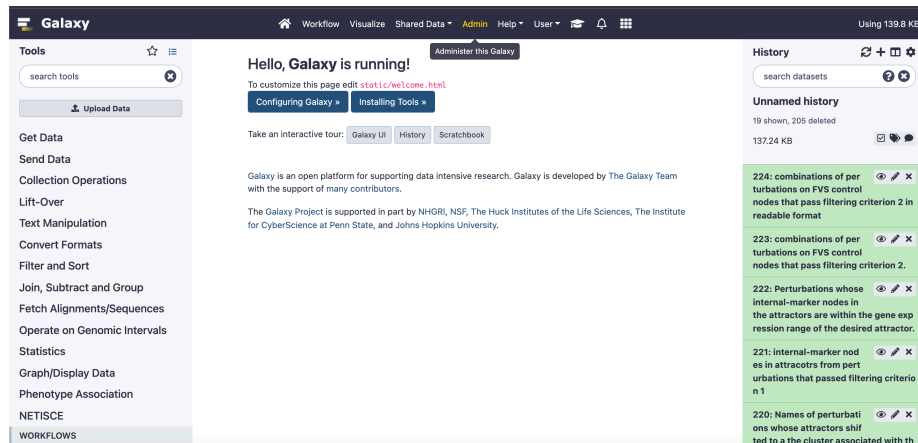 Galaxy
Workflow Visualize Shared Data Admin Help User
Using 139.8 KB
Administer this Galaxy
Tools
search tools
Upload Data
Get Data
Send Data
Collection Operations
Lift-Over
Text Manipulation
Convert Formats
Filter and Sort
Join, Subtract and Group
Fetch Alignments/Sequences
Operate on Genomic Intervals
Statistics
Graph/Display Data
Phenotype Association
NETISCE
WORKFLOWS
Hello, Galaxy is running!
To customize this page edit static/welcome.html
Configuring Galaxy » Installing Tools »
Take an interactive tour: Galaxy UI History Scratchbook
Galaxy is an open platform for supporting data intensive research. Galaxy is developed by The Galaxy Team
with the support of many contributors.
The Galaxy Project is supported in part by NHGRI, NSF, The Huck Institutes of the Life Sciences, The Institute
for CyberScience at Penn State, and Johns Hopkins University.
History
search datasets
Unnamed history
19 shown, 205 deleted
137.24 KB
224: combinations of per
turbations on FVS control
nodes that pass filtering criterion 2 in
readable format
223: combinations of per
turbations on FVS control
nodes that pass filtering criterion 2.
222: Perturbations whose
internal-marker nodes in
the attractors are within the gene exp
ression range of the desired attractor.
221: internal-marker nod
es in attracotrs from pert
urbations that passed filtering criterio
n 1
220: Names of perturbati
ons whose attractors shif
ted to a the cluster associated with th